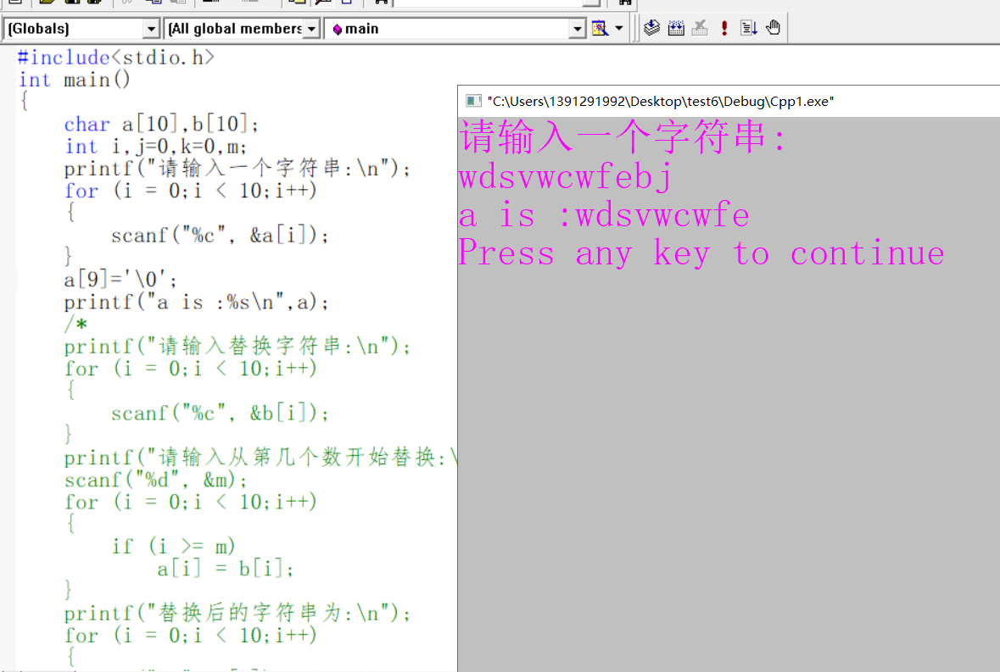 (Globals) (All global members main
#include<stdio.h>
int main()
{
char a[10],b[10];
int i,j=0,k=0,m;
printf("请输入一个字符串:\n");
for (i = 0;i < 10;i++)
{
scanf("%c", &a[i]);
}
a[9]='\0';
printf("a is :%s\n",a);
/*
printf("请输入替换字符串:\n");
for (i = 0;i < 10;i++)
{
scanf("%c", &b[i]);
}
printf("请输入从第几个数开始替换:\
scanf("%d", &m);
for (i = 0;i < 10;i++)
{
if (i >= m)
a[i] = b[i];
}
printf("替换后的字符串为:\n");
for (i = 0;i < 10;i++)
{
"C:\Users\1391291992\Desktop\test6\Debug\Cpp1.exe"
请输入一个字符串:
wdsvwcwfebj
a is :wdsvwcwfe
Press any key to continue